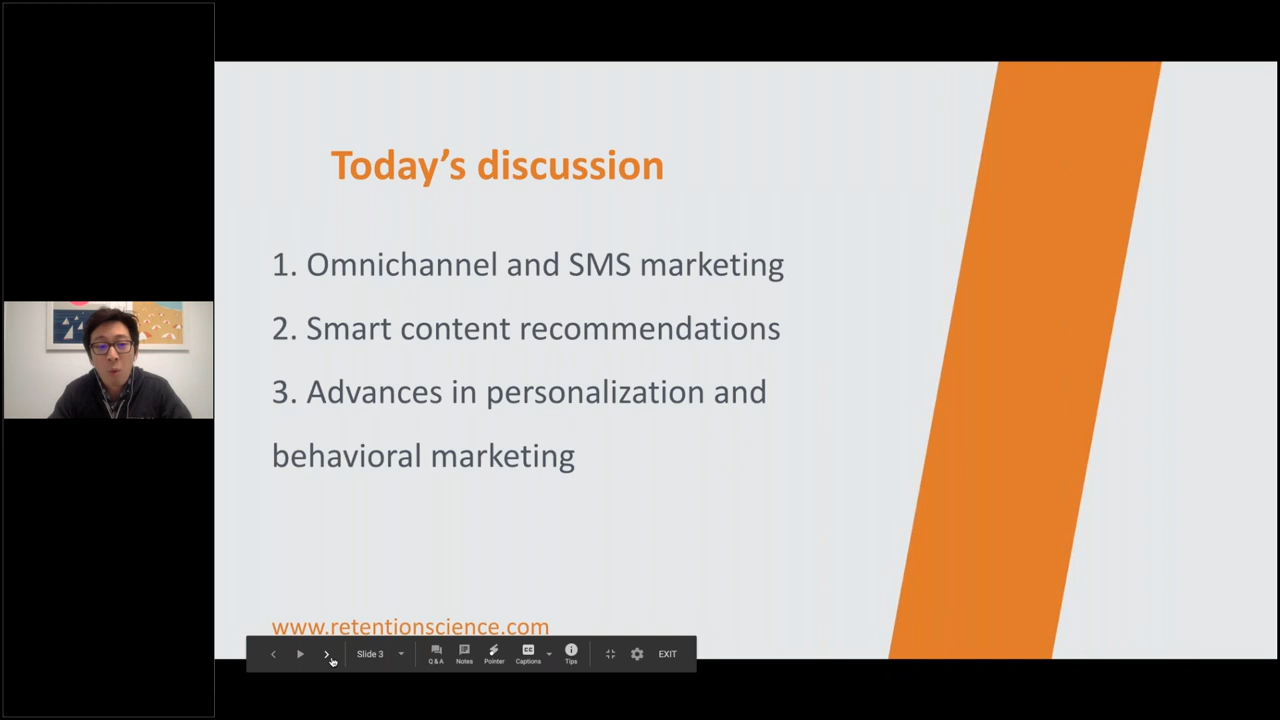 Today's discussion
1. Omnichannel and SMS marketing
2. Smart content recommendations
3. Advances in personalization and
behavioral marketing
www.retentionscience.com
Slide 3
Q & A
Notes
Pointer
CC
Captions
Tips
EXIT